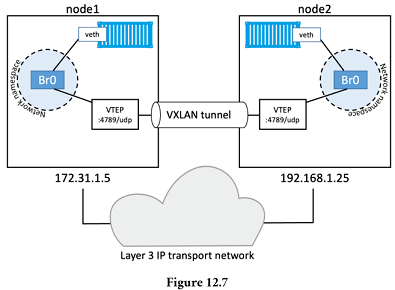 node1
node2
veth
veth
Br0
Network namespace
Br0
Network namespace
VTEP
:4789/udp
VXLAN tunnel
VTEP
:4789/udp
172.31.1.5
192.168.1.25
Layer 3 IP transport network
Figure 12.7